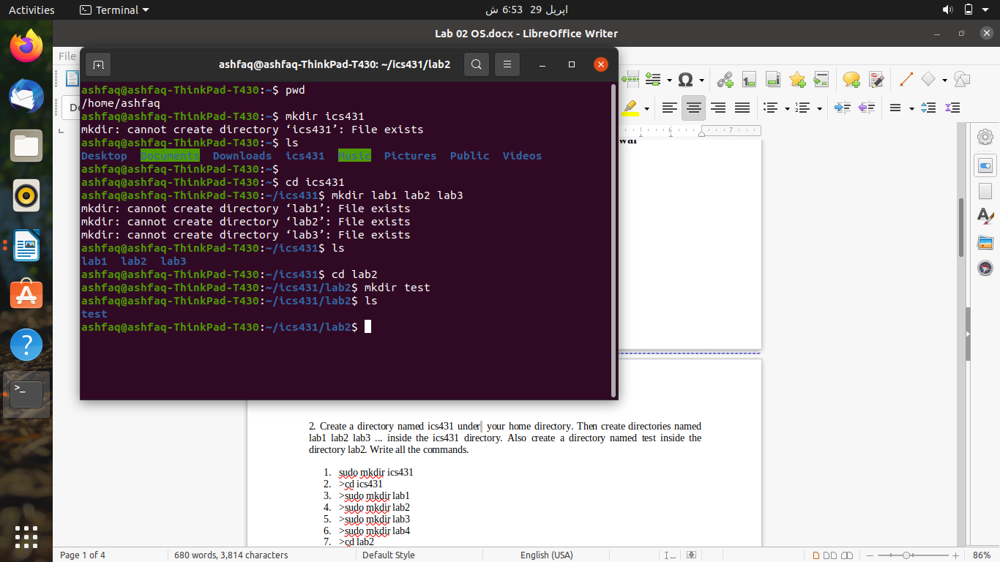 Activities Terminal اپریل 29 6:53 ش
Lab 02 OS.docx - LibreOffice Writer
File
ashfaq@ashfaq-ThinkPad-T430: ~/ics431/lab2
ashfaq@ashfaq-ThinkPad-T430:~$ pwd
/home/ashfaq
ashfaq@ashfaq-ThinkPad-T430:~$ mkdir ics431
mkdir: cannot create directory ‘ics431’: File exists
ashfaq@ashfaq-ThinkPad-T430:~$ ls
Desktop Documents Downloads ics431 Music Pictures Public Videos
ashfaq@ashfaq-ThinkPad-T430:~$
ashfaq@ashfaq-ThinkPad-T430:~$ cd ics431
ashfaq@ashfaq-ThinkPad-T430:~/ics431$ mkdir lab1 lab2 lab3
mkdir: cannot create directory ‘lab1’: File exists
mkdir: cannot create directory ‘lab2’: File exists
mkdir: cannot create directory ‘lab3’: File exists
ashfaq@ashfaq-ThinkPad-T430:~/ics431$ ls
lab1 lab2 lab3
ashfaq@ashfaq-ThinkPad-T430:~/ics431$ cd lab2
ashfaq@ashfaq-ThinkPad-T430:~/ics431/lab2$ mkdir test
ashfaq@ashfaq-ThinkPad-T430:~/ics431/lab2$ ls
test
ashfaq@ashfaq-ThinkPad-T430:~/ics431/lab2$
6 7
2. Create a directory named ics431 under your home directory. Then create directories named
lab1 lab2 lab3 ... inside the ics431 directory. Also create a directory named test inside the
directory lab2. Write all the commands.
1. sudo mkdir ics431
2. >cd ics431
3. >sudo mkdir lab1
4. >sudo mkdir lab2
5. >sudo mkdir lab3
6. >sudo mkdir lab4
7. >cd lab2
Page 1 of 4 680 words, 3,814 characters Default Style English (USA) 86%